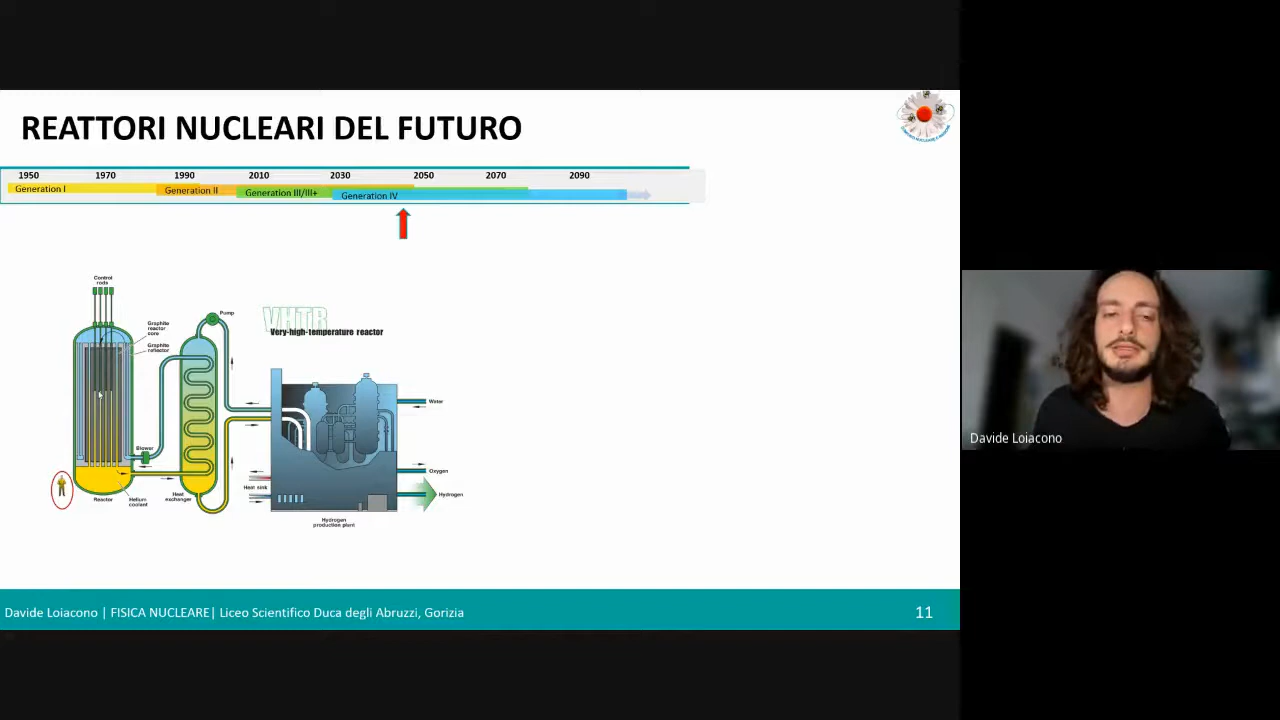 REATTORI NUCLEARI DEL FUTURO
1950 1970 1990 2010 2030 2050 2070 2090
Generation I
Generation II
Generation III/III+
Generation IV
Control
rods
Graphite
reactor
core
Graphite
reflector
Pump
VHTR
Very-high-temperature reactor
Water
Blower
Oxygen
Heat sink
Hydrogen
Reactor
Helium
coolant
Heat
exchanger
Hydrogen
production plant
Davide Loiacono
Davide Loiacono | FISICA NUCLEARE| Liceo Scientifico Duca degli Abruzzi, Gorizia
11